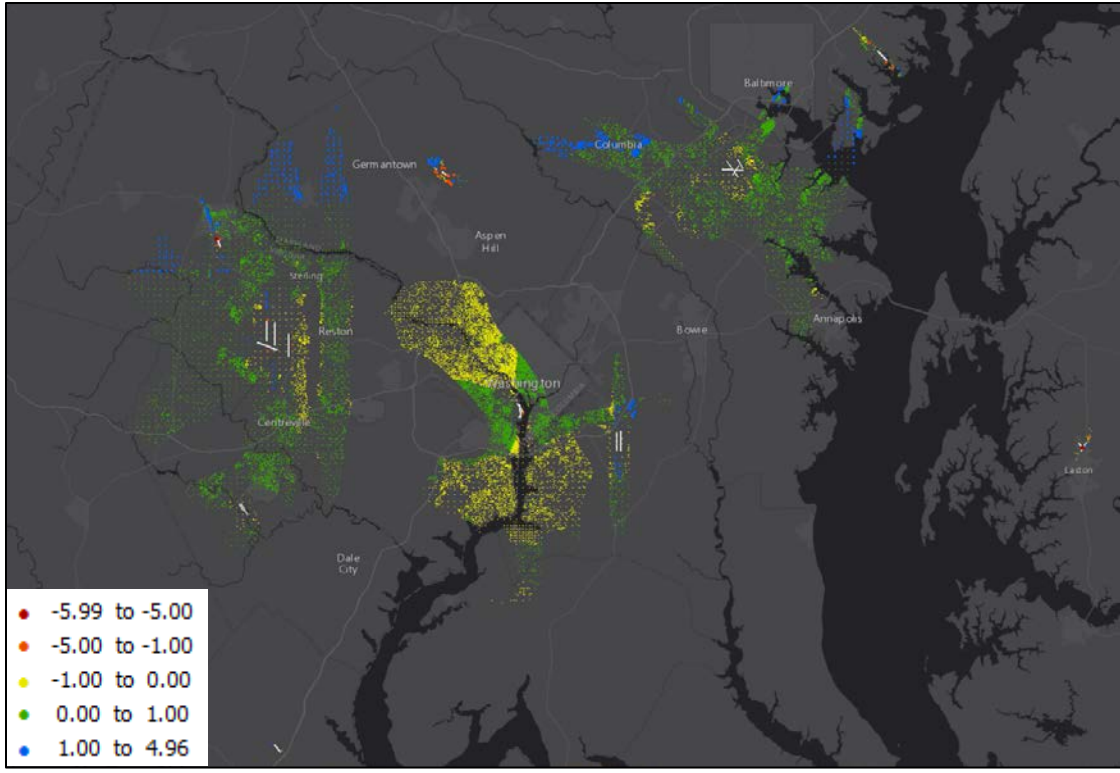 Baltimore
Columbia
Germantown
Aspen
Hill
Sterling
Reston
Bowie
Annapolis
Washington
Centreville
Easton
Dale
City
-5.99 to -5.00
-5.00 to -1.00
-1.00 to 0.00
0.00 to 1.00
1.00 to 4.96